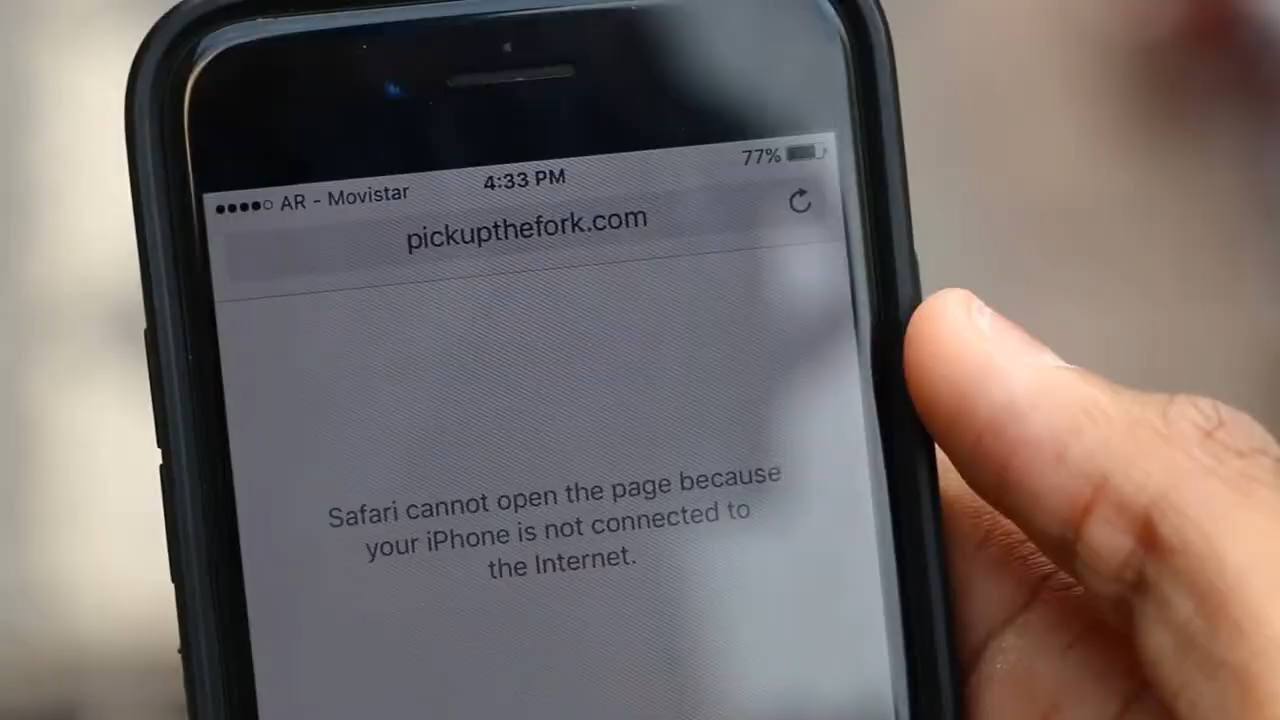 AR - Movistar 4:33 PM 77%
pickupthefork.com
Safari cannot open the page because
your iPhone is not connected to
the Internet.